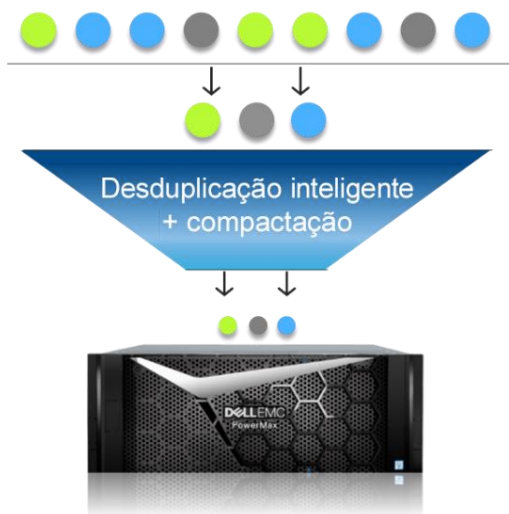 Desduplicação inteligente
+ compactação
DELLEMC
PowerMax